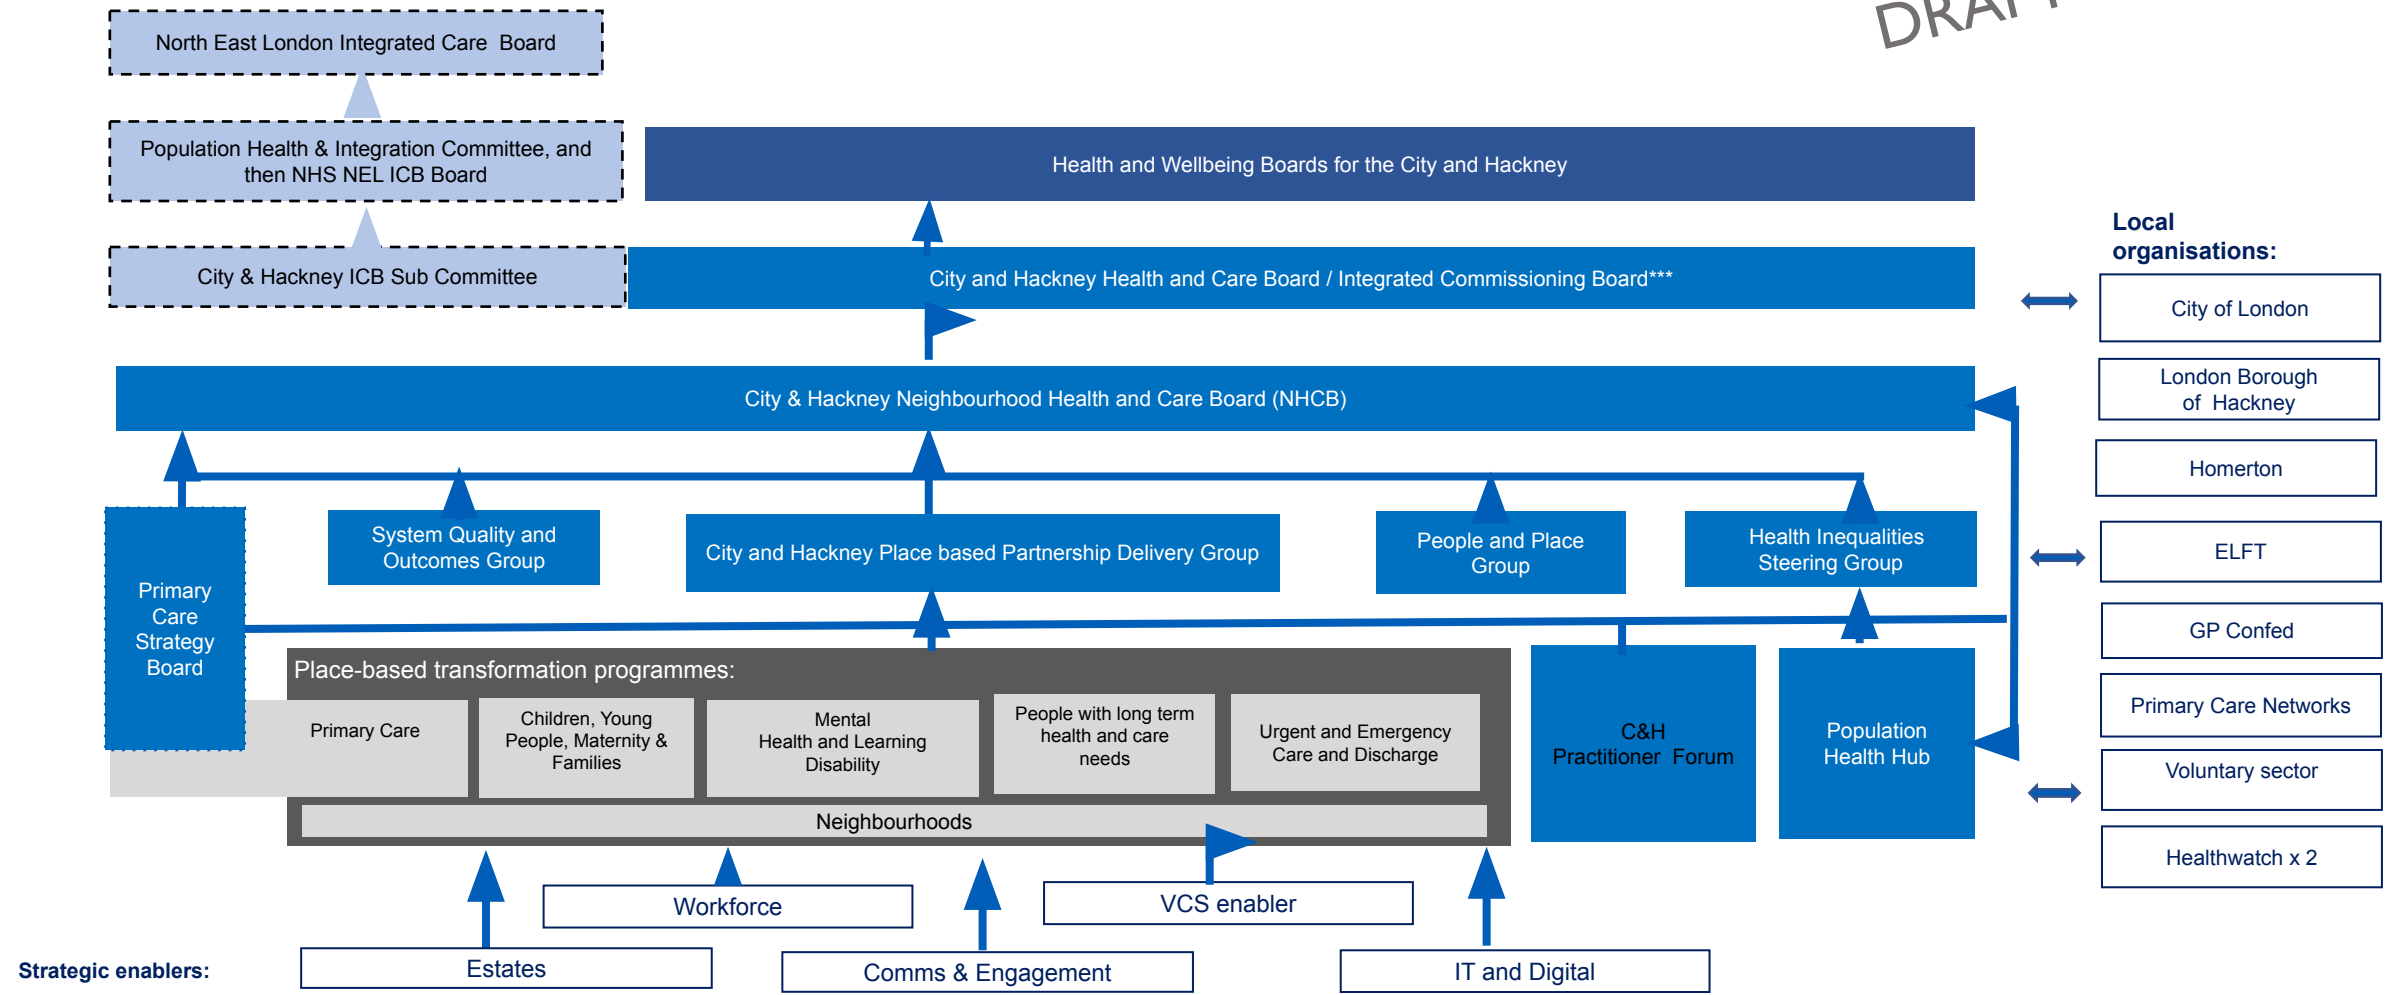 DRAFT
North East London Integrated Care Board
Population Health & Integration Committee, and
then NHS NEL ICB Board
Health and Wellbeing Boards for the City and Hackney
City & Hackney ICB Sub Committee
City and Hackney Health and Care Board / Integrated Commissioning Board***
City & Hackney Neighbourhood Health and Care Board (NHCB)
Primary
Care
Strategy
Board
System Quality and
Outcomes Group
City and Hackney Place based Partnership Delivery Group
People and Place
Group
Health Inequalities
Steering Group
Place-based transformation programmes:
Primary Care
Children, Young
People, Maternity &
Families
Mental
Health and Learning
Disability
People with long term
health and care
needs
Urgent and Emergency
Care and Discharge
Neighbourhoods
C&H
Practitioner Forum
Population
Health Hub
Workforce
VCS enabler
Strategic enablers:
Estates
Comms & Engagement
IT and Digital
Local
organisations:
City of London
London Borough
of Hackney
Homerton
ELFT
GP Confed
Primary Care Networks
Voluntary sector
Healthwatch x 2